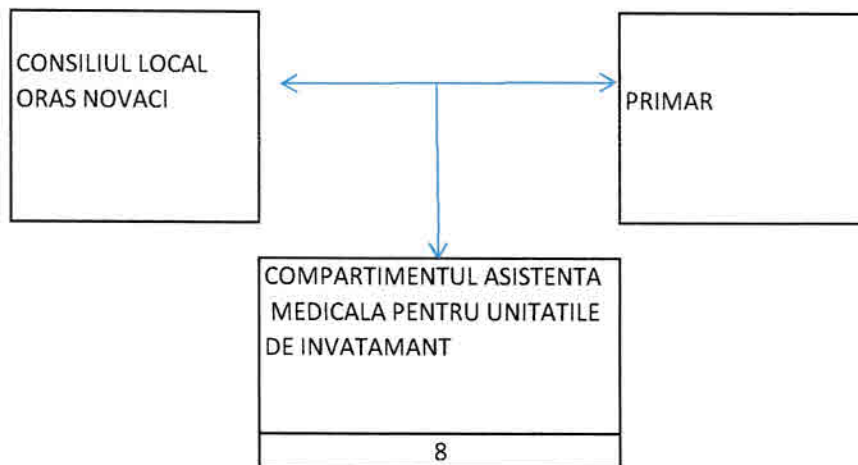 CONSILIUL LOCAL
ORAS NOVACI
PRIMAR
COMPARTIMENTUL ASISTENTA
MEDICALA PENTRU UNITATILE
DE INVATAMANT
8